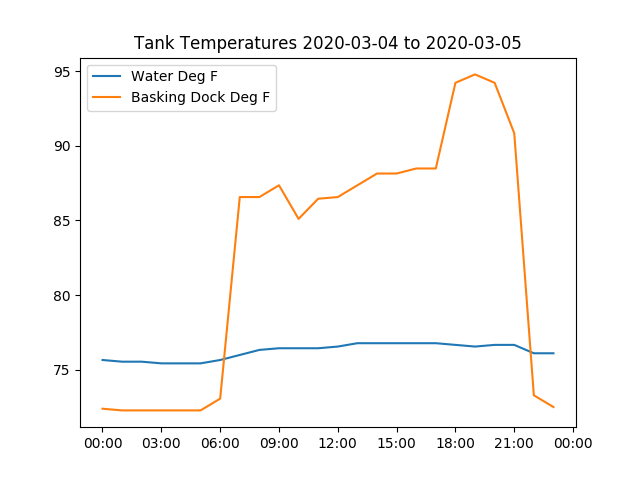 Tank Temperatures 2020-03-04 to 2020-03-05
Water Deg F
Basking Dock Deg F
95
90
85
80
75
00:00 03:00 06:00 09:00 12:00 15:00 18:00 21:00 00:00